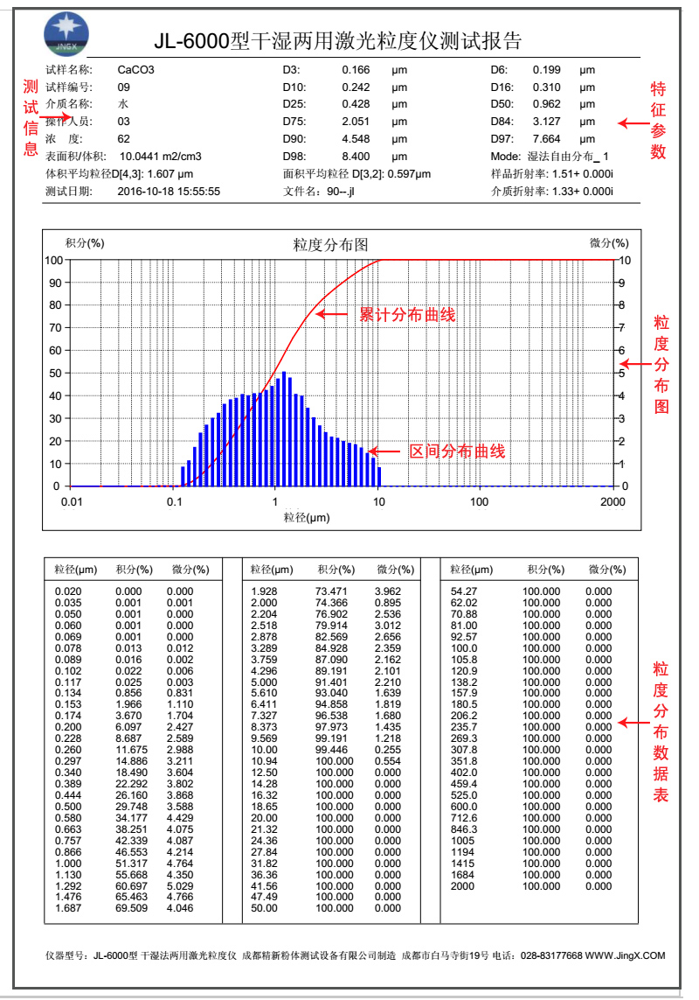 JNGX
JL-6000型干湿两用激光粒度仪测试报告
试样名称: CaCO3 D3: 0.166 μm D6: 0.199 μm
试样编号: 09 D10: 0.242 μm D16: 0.310 μm
介质名称: 水 D25: 0.428 μm D50: 0.962 μm
操作人员: 03 D75: 2.051 μm D84: 3.127 μm
浓 度: 62 D90: 4.548 μm D97: 7.664 μm
表面积/体积: 10.0441 m2/cm3 D98: 8.400 μm Mode: 湿法自由分布_ 1
体积平均粒径D[4,3]: 1.607 μm 面积平均粒径 D[3,2]: 0.597μm 样品折射率: 1.51+ 0.000i
测试日期: 2016-10-18 15:55:55 文件名: 90--.jl 介质折射率: 1.33+ 0.000i
测试信息
特征参数
积分(%) 粒度分布图 微分(%)
100 10
90 9
80 8
累计分布曲线
70 7
60 6
50 5
40 4
30 3
20 2
区间分布曲线
10 1
0 0
0.01 0.1 1 10 100 2000
粒径(μm)
粒度分布图
粒径(μm) 积分(%) 微分(%) 粒径(μm) 积分(%) 微分(%) 粒径(μm) 积分(%) 微分(%)
0.020 0.000 0.000 1.928 73.471 3.962 54.27 100.000 0.000
0.035 0.001 0.001 2.000 74.366 0.895 62.02 100.000 0.000
0.050 0.001 0.000 2.204 76.902 2.536 70.88 100.000 0.000
0.060 0.001 0.000 2.518 79.914 3.012 81.00 100.000 0.000
0.069 0.001 0.000 2.878 82.569 2.656 92.57 100.000 0.000
0.078 0.013 0.012 3.289 84.928 2.359 100.0 100.000 0.000
0.089 0.016 0.002 3.759 87.090 2.162 105.8 100.000 0.000
0.102 0.022 0.006 4.296 89.191 2.101 120.9 100.000 0.000
0.117 0.025 0.003 5.000 91.401 2.210 138.2 100.000 0.000
0.134 0.856 0.831 5.610 93.040 1.639 157.9 100.000 0.000
0.153 1.966 1.110 6.411 94.858 1.819 180.5 100.000 0.000
0.174 3.670 1.704 7.327 96.538 1.680 206.2 100.000 0.000
0.200 6.097 2.427 8.373 97.973 1.435 235.7 100.000 0.000
0.228 8.687 2.589 9.569 99.191 1.218 269.3 100.000 0.000
0.260 11.675 2.988 10.00 99.446 0.255 307.8 100.000 0.000
0.297 14.886 3.211 10.94 100.000 0.554 351.8 100.000 0.000
0.340 18.490 3.604 12.50 100.000 0.000 402.0 100.000 0.000
0.389 22.292 3.802 14.28 100.000 0.000 459.4 100.000 0.000
0.444 26.160 3.868 16.32 100.000 0.000 525.0 100.000 0.000
0.500 29.748 3.588 18.65 100.000 0.000 600.0 100.000 0.000
0.580 34.177 4.429 20.00 100.000 0.000 712.6 100.000 0.000
0.663 38.251 4.075 21.32 100.000 0.000 846.3 100.000 0.000
0.757 42.339 4.087 24.36 100.000 0.000 1005 100.000 0.000
0.866 46.553 4.214 27.84 100.000 0.000 1194 100.000 0.000
1.000 51.317 4.764 31.82 100.000 0.000 1415 100.000 0.000
1.130 55.668 4.350 36.36 100.000 0.000 1684 100.000 0.000
1.292 60.697 5.029 41.56 100.000 0.000 2000 100.000 0.000
1.476 65.463 4.766 47.49 100.000 0.000
1.687 69.509 4.046 50.00 100.000 0.000
粒度分布数据表
仪器型号: JL-6000型 干湿法两用激光粒度仪 成都精新粉体测试设备有限公司制造 成都市白马寺街19号 电话: 028-83177668 WWW.JingX.COM